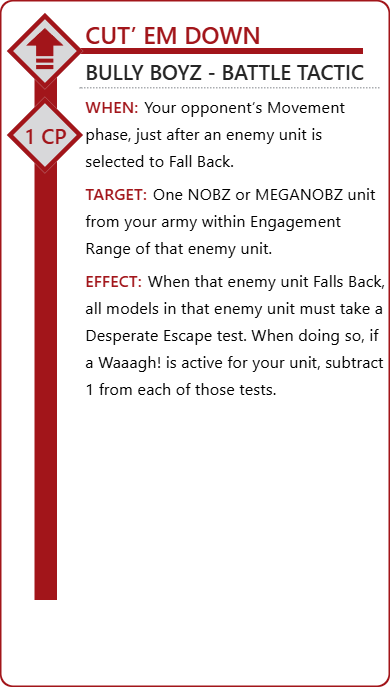 CUT’ EM DOWN
BULLY BOYZ - BATTLE TACTIC
1 CP
WHEN: Your opponent’s Movement
phase, just after an enemy unit is
selected to Fall Back.
TARGET: One NOBZ or MEGANOBZ unit
from your army within Engagement
Range of that enemy unit.
EFFECT: When that enemy unit Falls Back,
all models in that enemy unit must take a
Desperate Escape test. When doing so, if
a Waaagh! is active for your unit, subtract
1 from each of those tests.